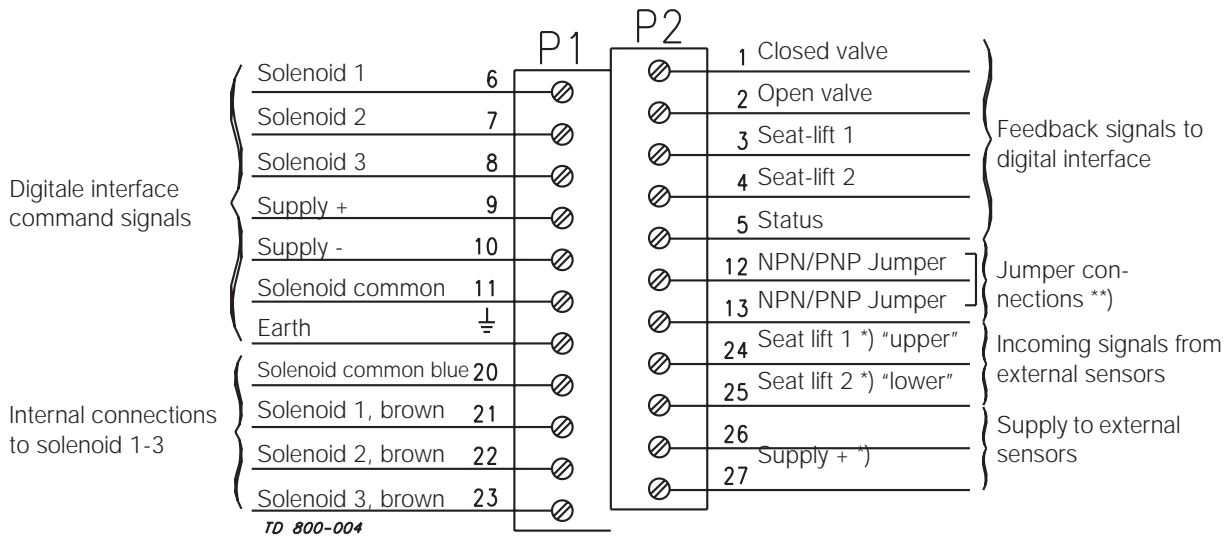 P1
P2
Digitale interface
command signals
Solenoid 1 6
Solenoid 2 7
Solenoid 3 8
Supply + 9
Supply - 10
Solenoid common 11
Earth
Internal connections
to solenoid 1-3
Solenoid common blue 20
Solenoid 1, brown 21
Solenoid 2, brown 22
Solenoid 3, brown 23
TD 800-004
1 Closed valve
2 Open valve
3 Seat-lift 1
4 Seat-lift 2
5 Status
Feedback signals to
digital interface
12 NPN/PNP Jumper
13 NPN/PNP Jumper
Jumper con-
nections **)
24 Seat lift 1 *) “upper”
25 Seat lift 2 *) “lower”
Incoming signals from
external sensors
26
Supply + *)
27
Supply to external
sensors